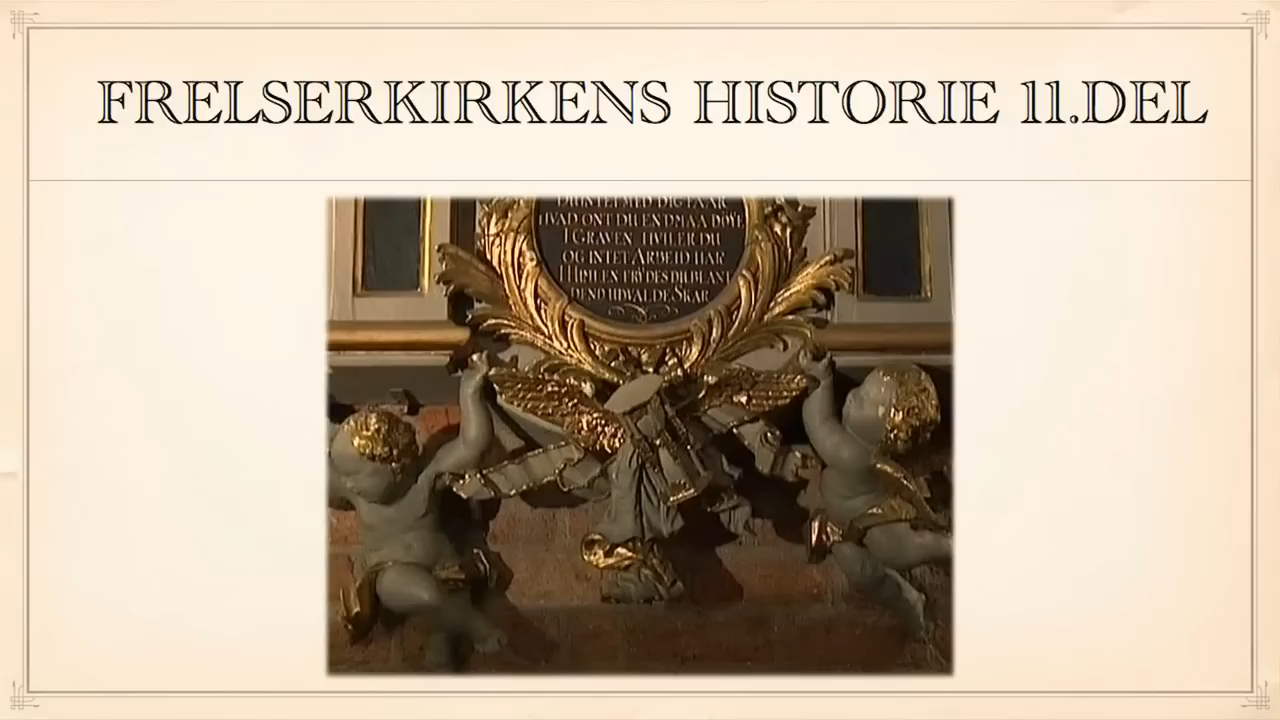 FRELSERKIRKENS HISTORIE 11.DEL
HVAD ONT DU END MAA DÖYE
I GRAVEN HVILER DU
OG INTET ARBEID HAR
I HIMLEN FRYDES DU BLANT
DEND UDVALDE SKAR